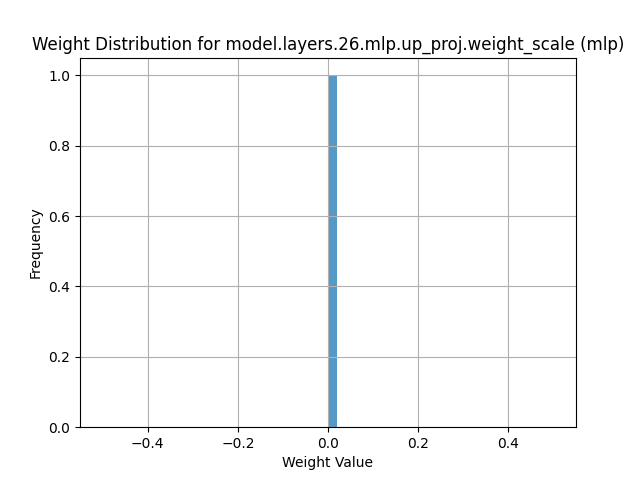 Weight Distribution for model.layers.26.mlp.up_proj.weight_scale (mlp)
1.0
0.8
0.6
0.4
0.2
0.0
Frequency
−0.4 −0.2 0.0 0.2 0.4
Weight Value